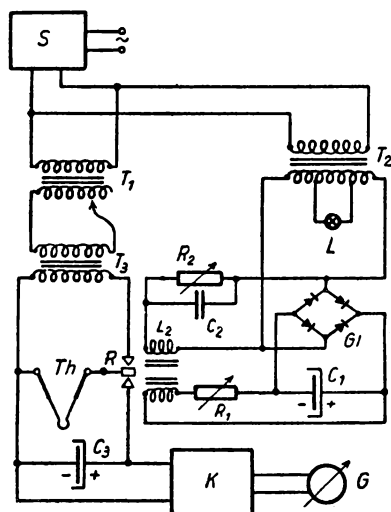 S
~
T₁
T₂
L
T₃
R₂
C₂
L₂
Gl
Th
R
R₁
C₁
- +
C₃
- +
K
G